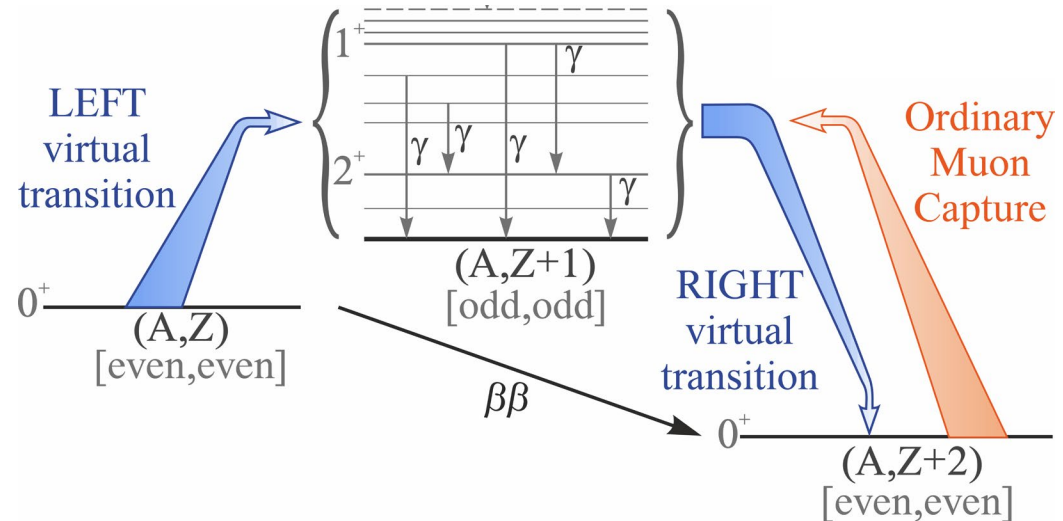 LEFT
virtual
transition
0⁺
(A,Z)
[even,even]
1⁺
2⁺
γ
γ
γ
γ
γ
(A,Z+1)
[odd,odd]
ββ
RIGHT
virtual
transition
Ordinary
Muon
Capture
0⁺
(A,Z+2)
[even,even]